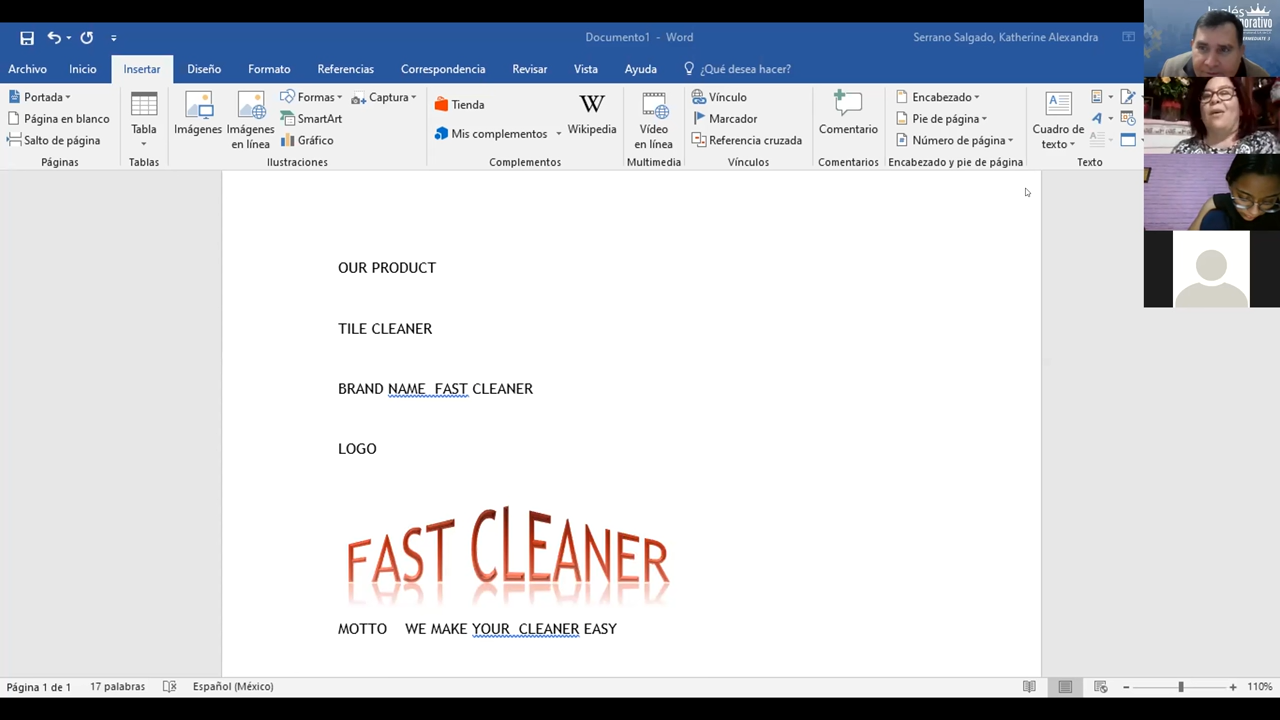 Documento1 - Word
Serrano Salgado, Katherine Alexandra
Archivo
Inicio
Insertar
Diseño
Formato
Referencias
Correspondencia
Revisar
Vista
Ayuda
¿Qué desea hacer?
Portada
Página en blanco
Salto de página
Páginas
Tabla
Tablas
Imágenes
Imágenes en línea
Formas
SmartArt
Gráfico
Captura
Ilustraciones
Tienda
Mis complementos
W
Wikipedia
Complementos
Vídeo en línea
Multimedia
Vínculo
Marcador
Referencia cruzada
Vínculos
Comentario
Comentarios
Encabezado
Pie de página
Número de página
Encabezado y pie de página
Cuadro de texto
Texto
Inglés
OUR PRODUCT
TILE CLEANER
BRAND NAME FAST CLEANER
LOGO
FAST CLEANER
MOTTO WE MAKE YOUR CLEANER EASY
Página 1 de 1
17 palabras
Español (México)
110%